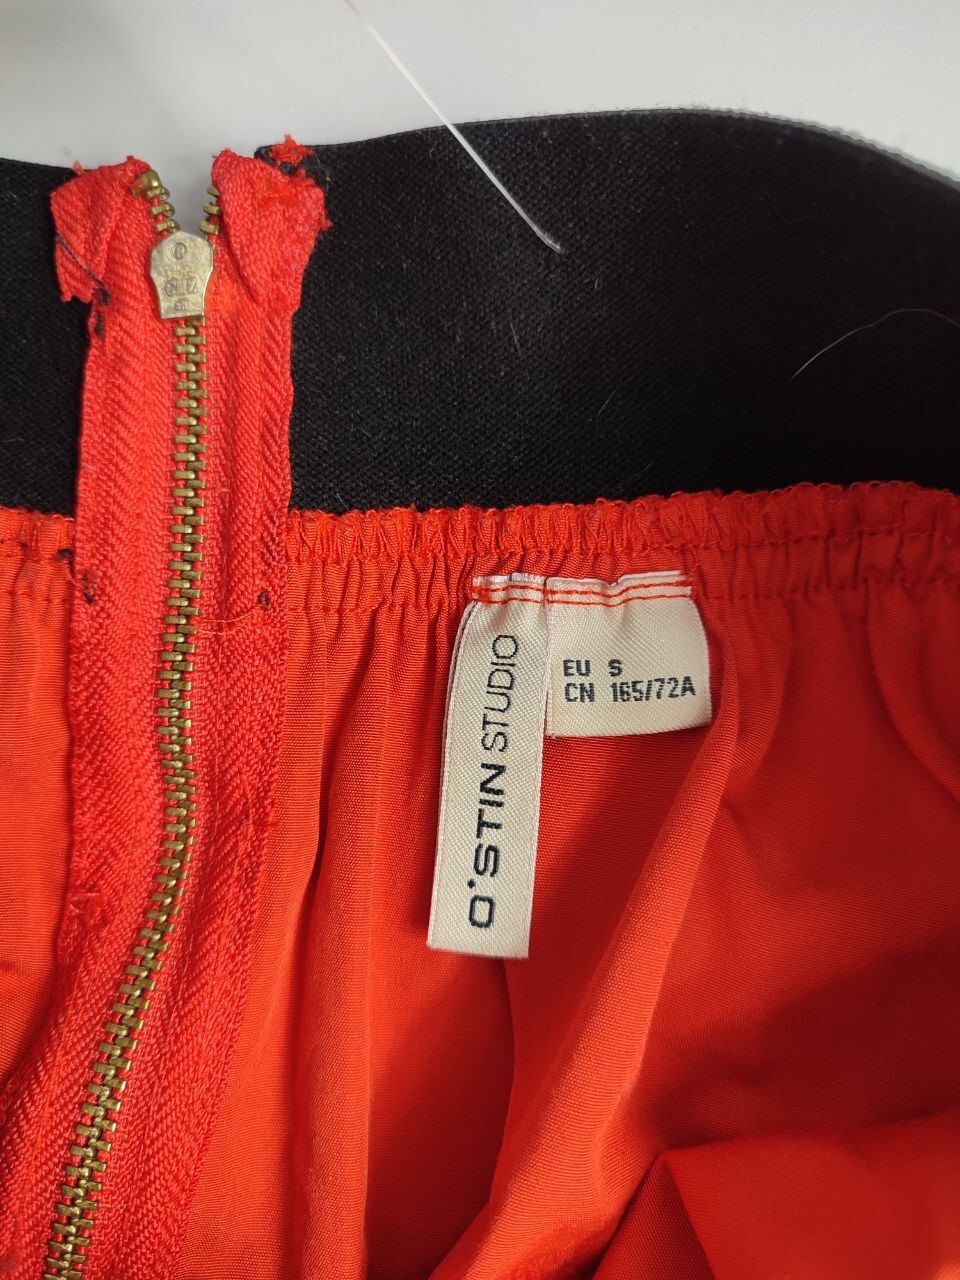 O'STIN STUDIO
EU S
CN 165/72A
®